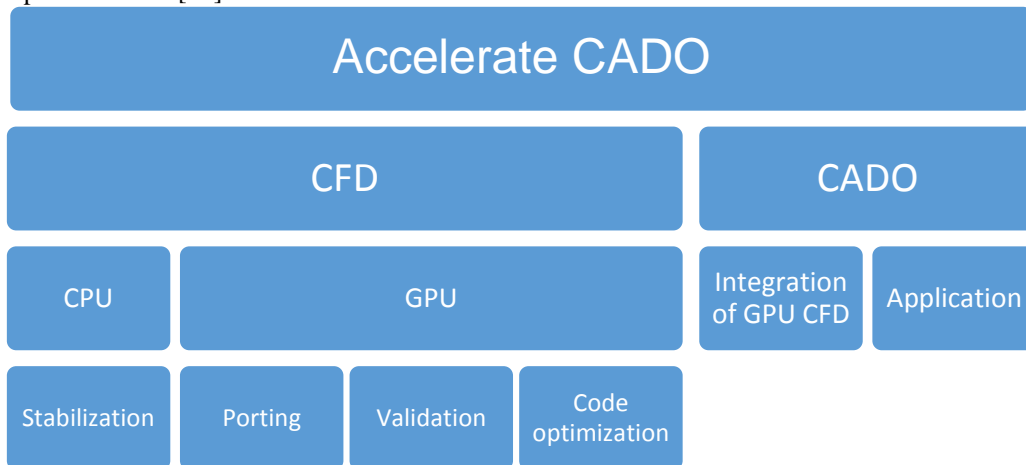 Accelerate CADO
CFD
CADO
CPU
GPU
Integration
of GPU CFD
Application
Stabilization
Porting
Validation
Code
optimization